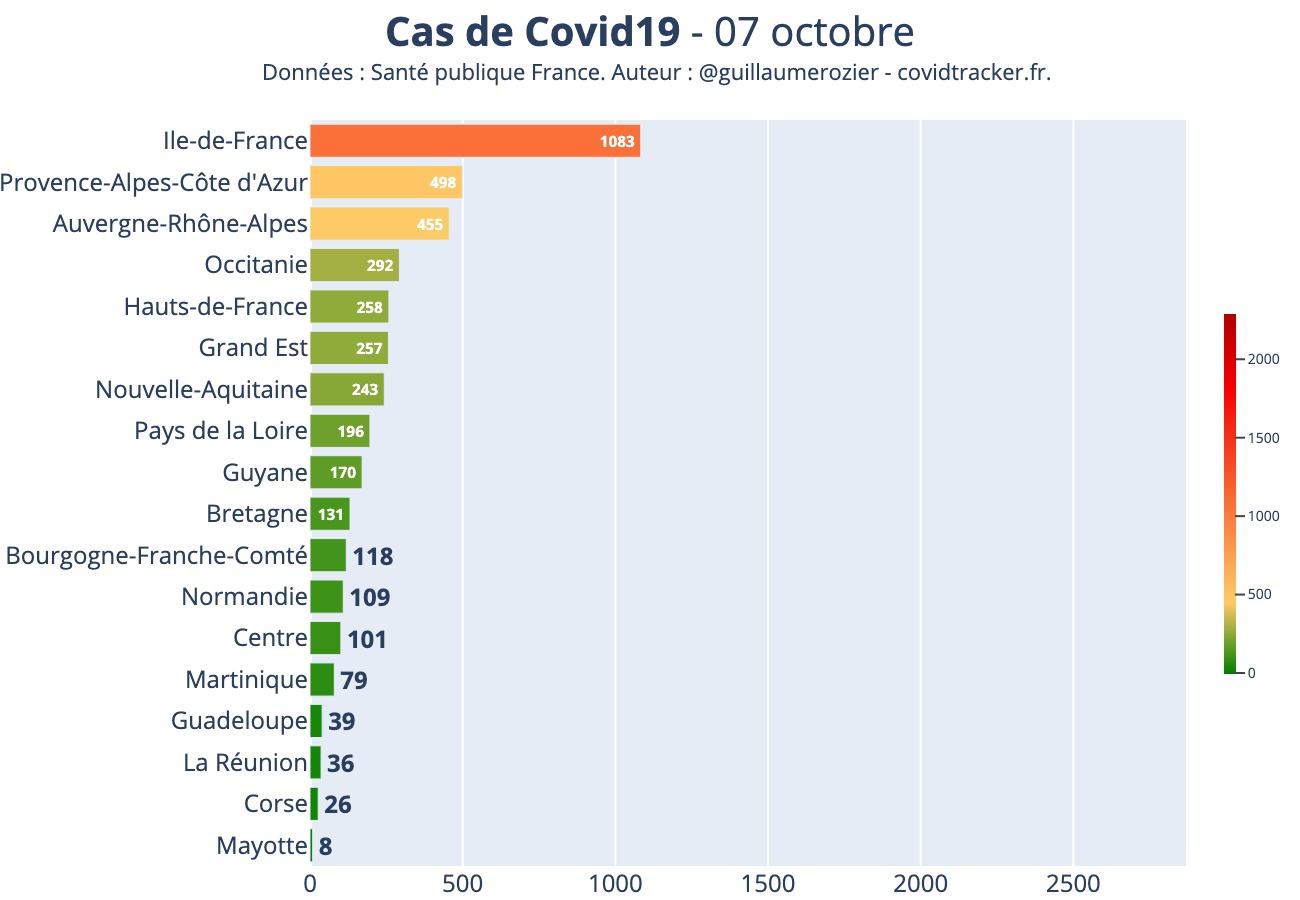 Cas de Covid19 - 07 octobre
Données : Santé publique France. Auteur : @guillaumerozier - covidtracker.fr.
Ile-de-France 1083
Provence-Alpes-Côte d'Azur 498
Auvergne-Rhône-Alpes 455
Occitanie 292
Hauts-de-France 258
Grand Est 257
Nouvelle-Aquitaine 243
Pays de la Loire 196
Guyane 170
Bretagne 131
Bourgogne-Franche-Comté 118
Normandie 109
Centre 101
Martinique 79
Guadeloupe 39
La Réunion 36
Corse 26
Mayotte 8
0 500 1000 1500 2000 2500
2000
1500
1000
500
0